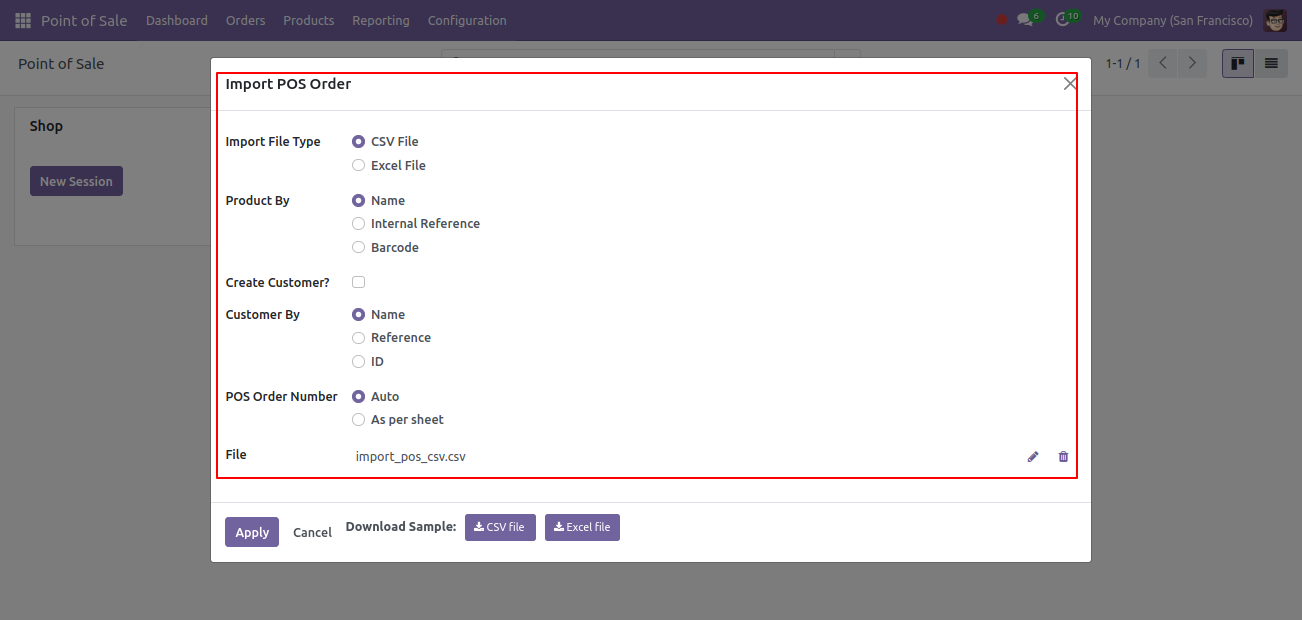 Point of Sale Dashboard Orders Products Reporting Configuration 6 10 My Company (San Francisco)
Point of Sale 1-1 / 1
Shop
New Session
Import POS Order
Import File Type CSV File
Excel File
Product By Name
Internal Reference
Barcode
Create Customer?
Customer By Name
Reference
ID
POS Order Number Auto
As per sheet
File import_pos_csv.csv
Apply Cancel Download Sample: CSV file Excel file